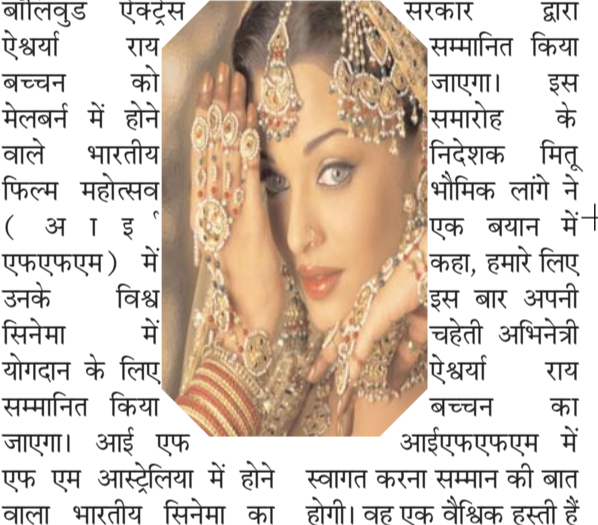 बॉलिवुड ऐक्ट्रेस
ऐश्वर्या राय
बच्चन को
मेलबर्न में होने
वाले भारतीय
फिल्म महोत्सव
( अ ा इ
एफएफएम) में
उनके विश्व
सिनेमा में
योगदान के लिए
सम्मानित किया
जाएगा। आई एफ
एफ एम आस्ट्रेलिया में होने
वाला भारतीय सिनेमा का
सरकार द्वारा
सम्मानित किया
जाएगा। इस
समारोह के
निदेशक मितू
भौमिक लांगे ने
एक बयान में
कहा, हमारे लिए
इस बार अपनी
चहेती अभिनेत्री
ऐश्वर्या राय
बच्चन का
आईएफएफएम में
स्वागत करना सम्मान की बात
होगी। वह एक वैश्विक हस्ती हैं